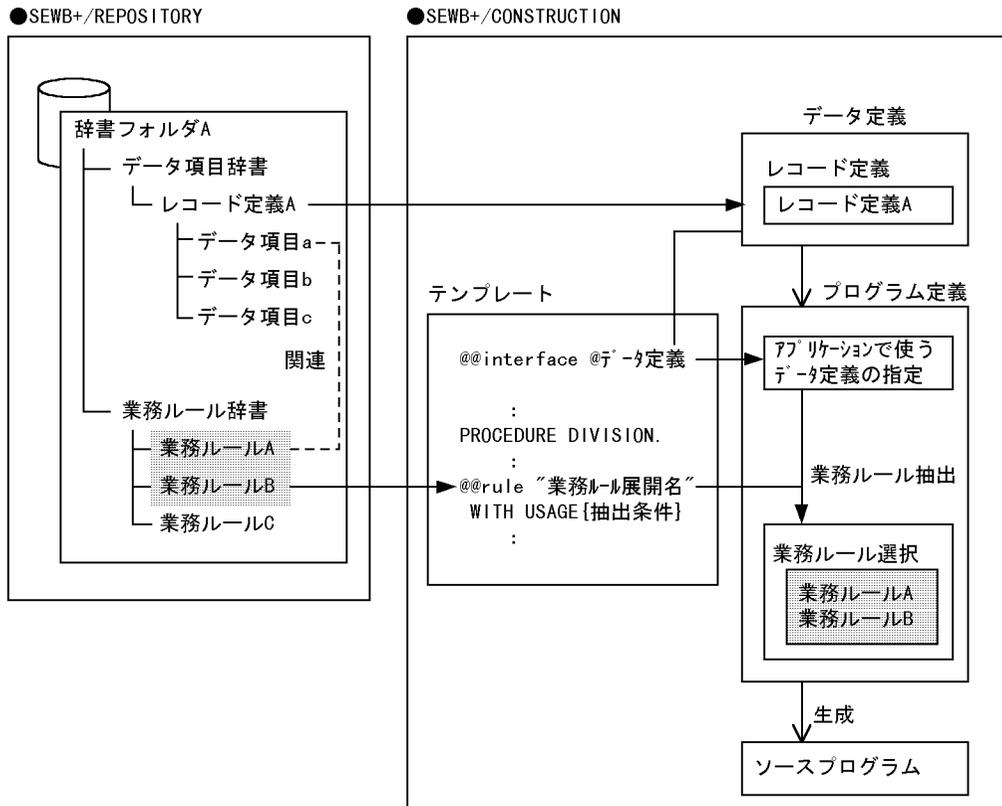 ●SEWB+/REPOSITORY
辞書フォルダA
データ項目辞書
レコード定義A
データ項目a
データ項目b
データ項目c
関連
業務ルール辞書
業務ルールA
業務ルールB
業務ルールC
●SEWB+/CONSTRUCTION
テンプレート
@@interface @ﾃﾞｰﾀ定義
:
PROCEDURE DIVISION.
:
@@rule "業務ﾙｰﾙ展開名"
WITH USAGE{抽出条件}
:
データ定義
レコード定義
レコード定義A
プログラム定義
ｱﾌﾟﾘｹｰｼｮﾝで使う
ﾃﾞｰﾀ定義の指定
業務ルール抽出
業務ルール選択
業務ルールA
業務ルールB
生成
ソースプログラム